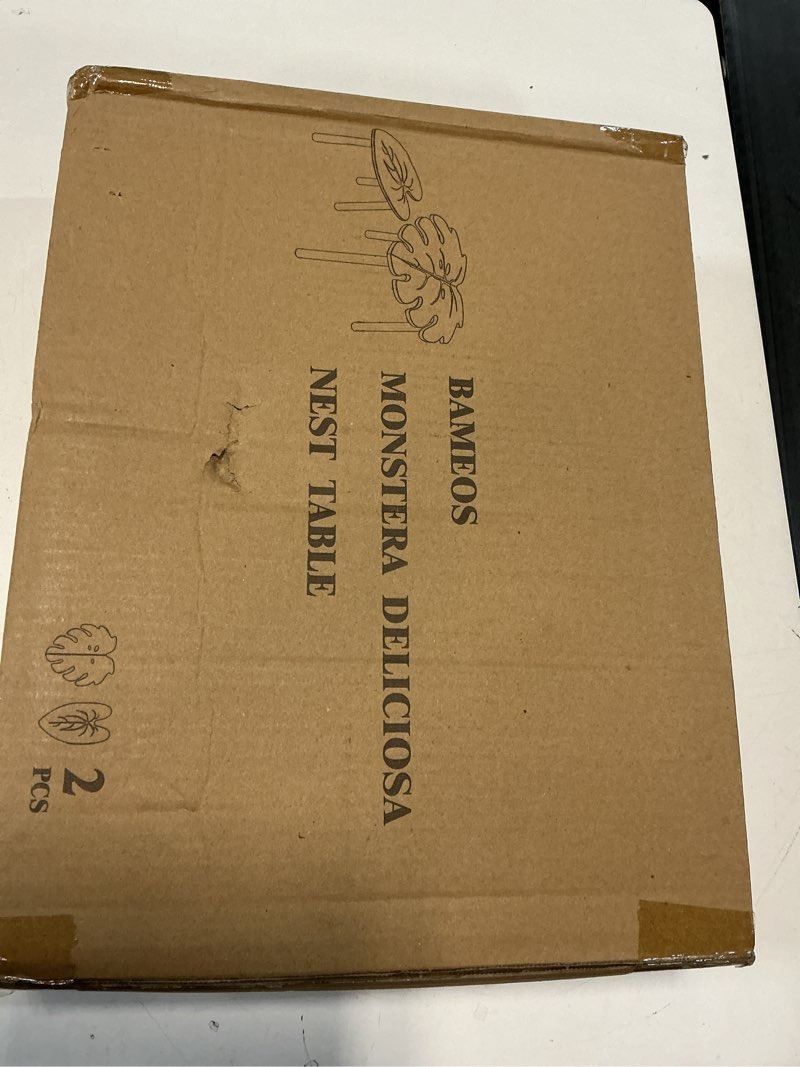 BAMEOS
MONSTERA DELICIOSA
NEST TABLE
2
PCS